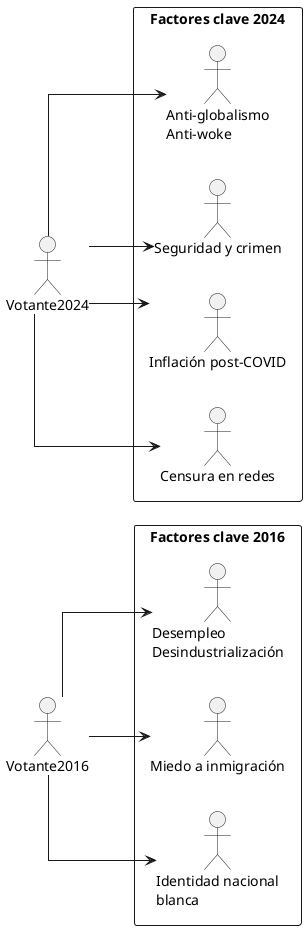 Factores clave 2024
Anti-globalismo
Anti-woke
Seguridad y crimen
Votante2024
Inflación post-COVID
Censura en redes
Factores clave 2016
Desempleo
Desindustrialización
Votante2016
Miedo a inmigración
Identidad nacional
blanca